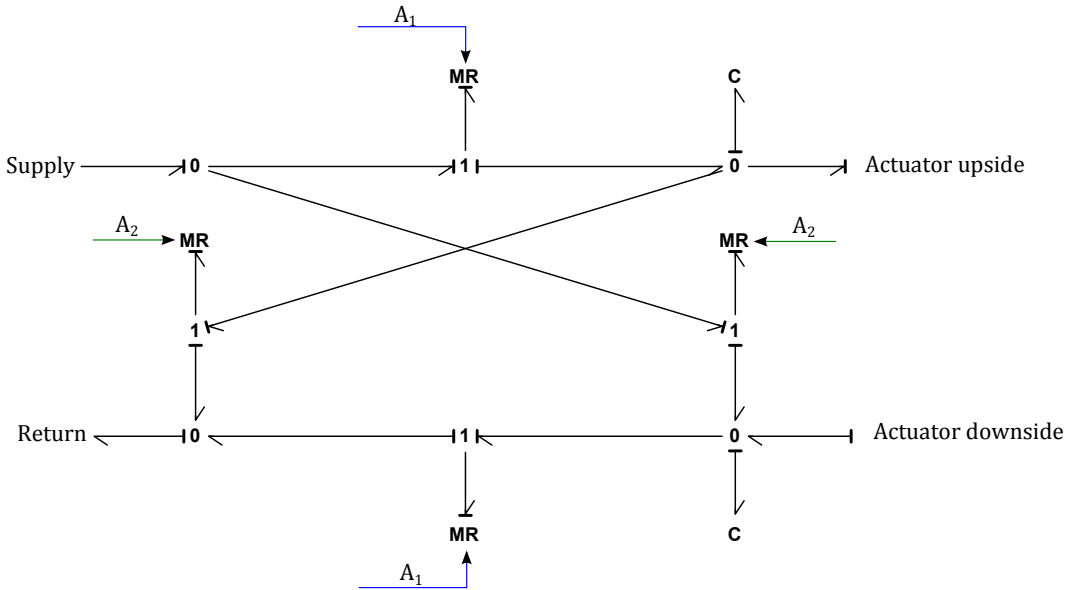 A₁
MR
C
Supply
0
1
0
Actuator upside
A₂
MR
MR
A₂
1
1
Return
0
1
0
Actuator downside
MR
C
A₁